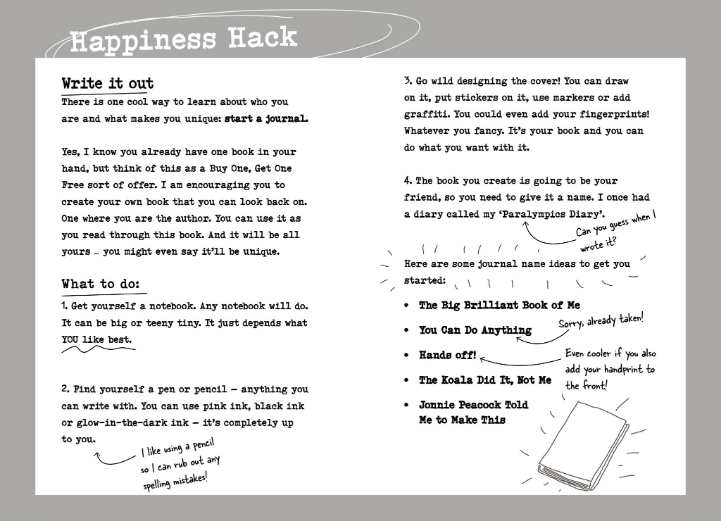 Happiness Hack
Write it out
There is one cool way to learn about who you
are and what makes you unique: start a journal.
Yes, I know you already have one book in your
hand, but think of this as a Buy One, Get One
Free sort of offer. I am encouraging you to
create your own book that you can look back on.
One where you are the author. You can use it as
you read through this book. And it will be all
yours … you might even say it'll be unique.
What to do:
1. Get yourself a notebook. Any notebook will do.
It can be big or teeny tiny. It just depends what
YOU like best.
2. Find yourself a pen or pencil – anything you
can write with. You can use pink ink, black ink
or glow-in-the-dark ink – it's completely up
to you.
I like using a pencil
so I can rub out any
spelling mistakes!
3. Go wild designing the cover! You can draw
on it, put stickers on it, use markers or add
graffiti. You could even add your fingerprints!
Whatever you fancy. It's your book and you can
do what you want with it.
4. The book you create is going to be your
friend, so you need to give it a name. I once had
a diary called my 'Paralympics Diary'.
Can you guess when I
wrote it?
Here are some journal name ideas to get you
started:
• The Big Brilliant Book of Me
• You Can Do Anything
Sorry, already taken!
• Hands off!
Even cooler if you also
add your handprint to
the front!
• The Koala Did It, Not Me
• Jonnie Peacock Told
Me to Make This